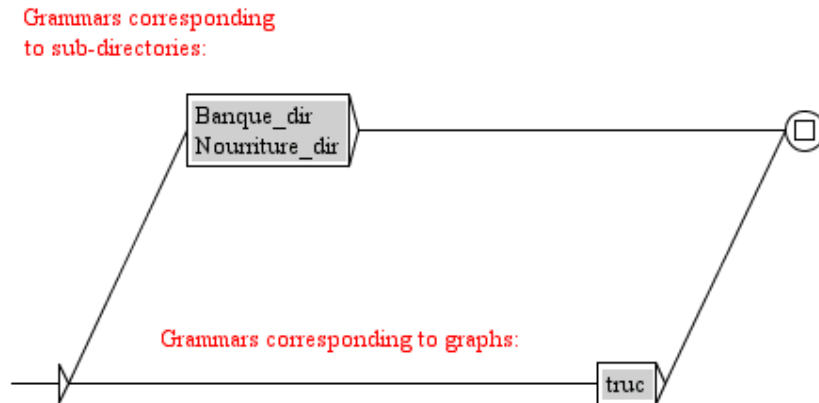 Grammars corresponding
to sub-directories:
Banque_dir
Nourriture_dir
Grammars corresponding to graphs:
truc